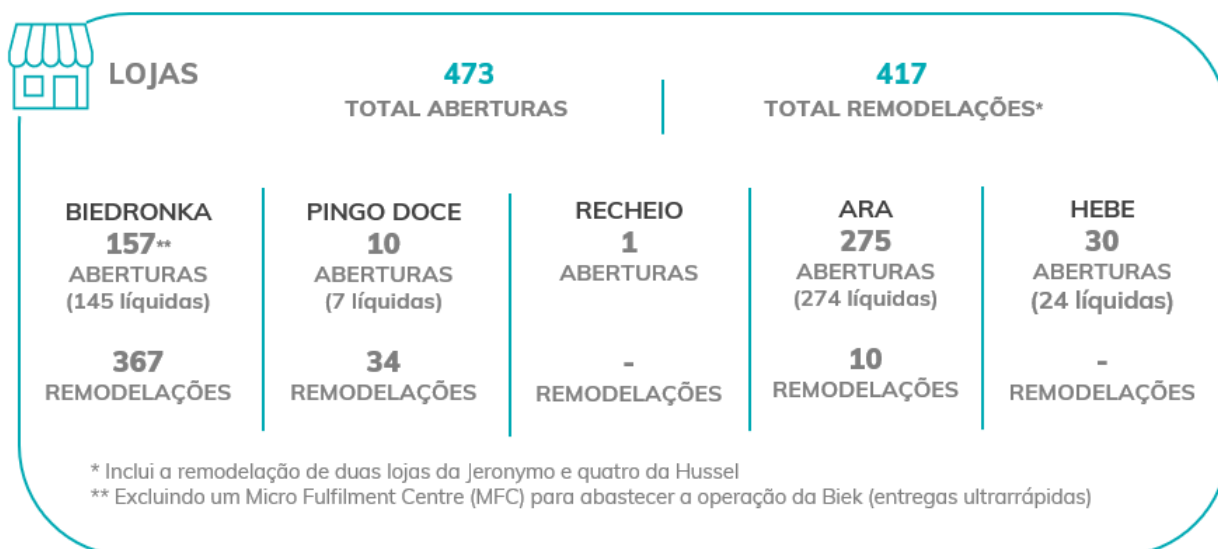 LOJAS
473
TOTAL ABERTURAS
417
TOTAL REMODELAÇÕES*
BIEDRONKA
157**
ABERTURAS
(145 líquidas)
367
REMODELAÇÕES
PINGO DOCE
10
ABERTURAS
(7 líquidas)
34
REMODELAÇÕES
RECHEIO
1
ABERTURAS
-
REMODELAÇÕES
ARA
275
ABERTURAS
(274 líquidas)
10
REMODELAÇÕES
HEBE
30
ABERTURAS
(24 líquidas)
-
REMODELAÇÕES
* Inclui a remodelação de duas lojas da Jeronymo e quatro da Hussel
** Excluindo um Micro Fulfilment Centre (MFC) para abastecer a operação da Biek (entregas ultrarrápidas)